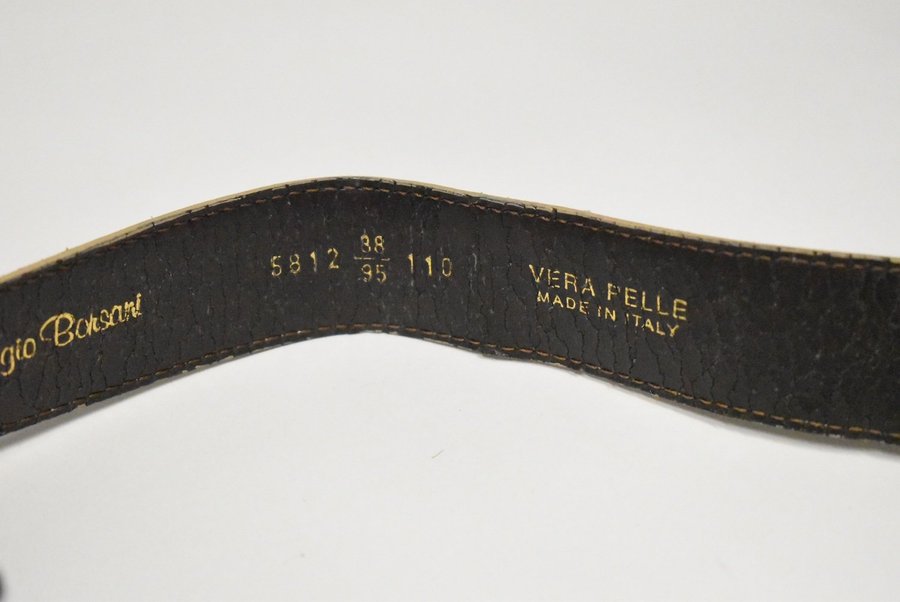 gio Borsani
5812 38/95 110
VERA PELLE
MADE IN ITALY